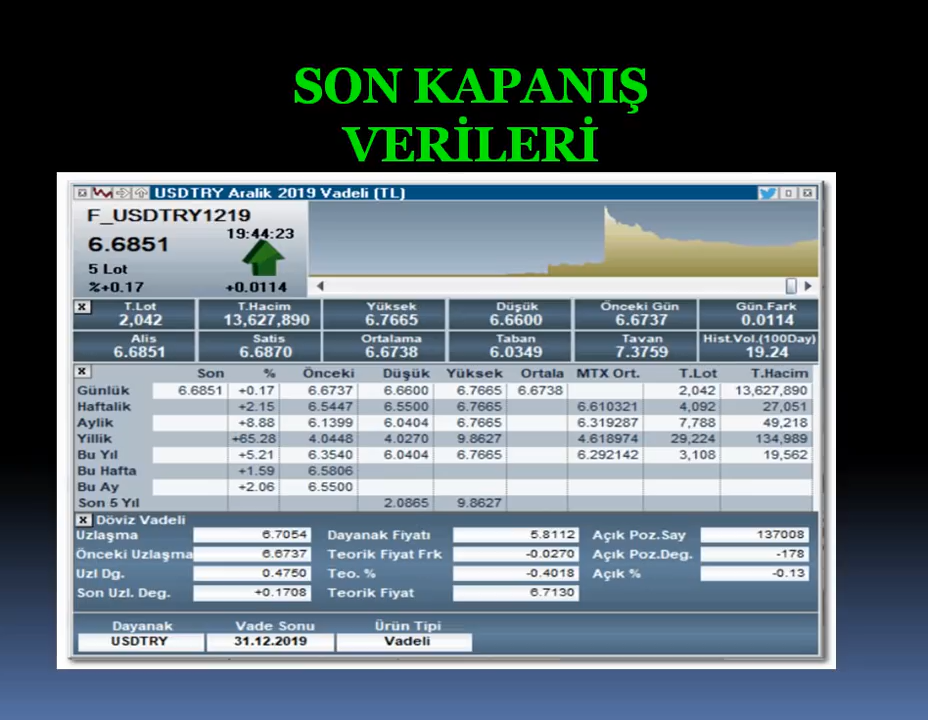 SON KAPANIŞ
VERİLERİ
USDTRY Aralik 2019 Vadeli (TL)
F_USDTRY1219
19:44:23
6.6851
5 Lot
%+0.17 +0.0114
T.Lot T.Hacim Yüksek Düşük Önceki Gün Gün.Fark
2,042 13,627,890 6.7665 6.6600 6.6737 0.0114
Alis Satis Ortalama Taban Tavan Hist.Vol.(100Day)
6.6851 6.6870 6.6738 6.0349 7.3759 19.24
Son % Önceki Düşük Yüksek Ortala MTX Ort. T.Lot T.Hacim
Günlük 6.6851 +0.17 6.6737 6.6600 6.7665 6.6738 2,042 13,627,890
Haftalik +2.15 6.5447 6.5500 6.7665 6.610321 4,092 27,051
Aylik +8.88 6.1399 6.0404 6.7665 6.319287 7,788 49,218
Yillik +65.28 4.0448 4.0270 9.8627 4.618974 29,224 134,989
Bu Yıl +5.21 6.3540 6.0404 6.7665 6.292142 3,108 19,562
Bu Hafta +1.59 6.5806
Bu Ay +2.06 6.5500
Son 5 Yıl 2.0865 9.8627
Döviz Vadeli
Uzlaşma 6.7054 Dayanak Fiyatı 5.8112 Açık Poz.Say 137008
Önceki Uzlaşma 6.6737 Teorik Fiyat Frk -0.0270 Açık Poz.Deg. -178
Uzl Dg. 0.4750 Teo. % -0.4018 Açık % -0.13
Son Uzl. Deg. +0.1708 Teorik Fiyat 6.7130
Dayanak Vade Sonu Ürün Tipi
USDTRY 31.12.2019 Vadeli